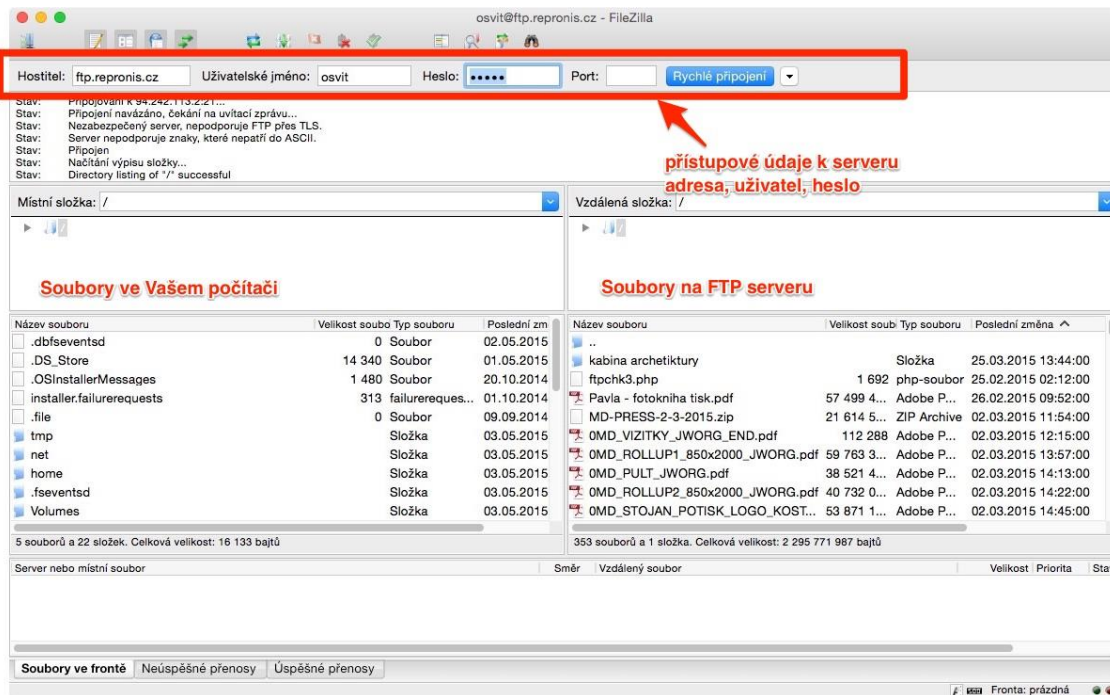 osvit@ftp.repronis.cz - FileZilla
Hostitel: ftp.repronis.cz Uživatelské jméno: osvit Heslo: ••••• Port: Rychlé připojení
Stav: Připojování k 94.242.113.2:21...
Stav: Připojení navázáno, čekání na uvítací zprávu...
Stav: Nezabezpečený server, nepodporuje FTP přes TLS.
Stav: Server nepodporuje znaky, které nepatří do ASCII.
Stav: Připojen
Stav: Načítání výpisu složky...
Stav: Directory listing of "/" successful
přístupové údaje k serveru
adresa, uživatel, heslo
Místní složka: / Vzdálená složka: /
/ /
Soubory ve Vašem počítači Soubory na FTP serveru
Název souboru Velikost soubo Typ souboru Poslední zm Název souboru Velikost soub Typ souboru Poslední změna
.dbfseventsd 0 Soubor 02.05.2015 ..
.DS_Store 14 340 Soubor 01.05.2015 kabina archetiktury Složka 25.03.2015 13:44:00
.OSInstallerMessages 1 480 Soubor 20.10.2014 ftpchk3.php 1 692 php-soubor 25.02.2015 02:12:00
installer.failurerequests 313 failurereques... 01.10.2014 Pavla - fotokniha tisk.pdf 57 499 4... Adobe P... 26.02.2015 09:52:00
.file 0 Soubor 09.09.2014 MD-PRESS-2-3-2015.zip 21 614 5... ZIP Archive 02.03.2015 11:54:00
tmp Složka 03.05.2015 0MD_VIZITKY_JWORG_END.pdf 112 288 Adobe P... 02.03.2015 12:15:00
net Složka 03.05.2015 0MD_ROLLUP1_850x2000_JWORG.pdf 59 763 3... Adobe P... 02.03.2015 13:57:00
home Složka 03.05.2015 0MD_PULT_JWORG.pdf 38 521 4... Adobe P... 02.03.2015 14:13:00
.fseventsd Složka 03.05.2015 0MD_ROLLUP2_850x2000_JWORG.pdf 40 732 0... Adobe P... 02.03.2015 14:22:00
Volumes Složka 03.05.2015 0MD_STOJAN_POTISK_LOGO_KOST... 53 871 1... Adobe P... 02.03.2015 14:45:00
5 souborů a 22 složek. Celková velikost: 16 133 bajtů 353 souborů a 1 složka. Celková velikost: 2 295 771 987 bajtů
Server nebo místní soubor Směr Vzdálený soubor Velikost Priorita Sta
Soubory ve frontě Neúspěšné přenosy Úspěšné přenosy
Fronta: prázdná